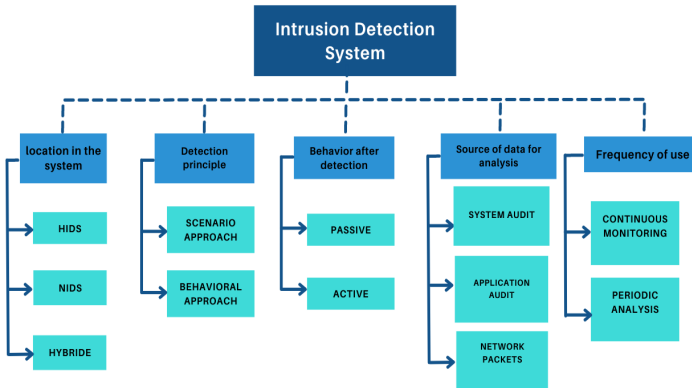 Intrusion Detection
System
location in the
system
HIDS
NIDS
HYBRIDE
Detection
principle
SCENARIO
APPROACH
BEHAVIORAL
APPROACH
Behavior after
detection
PASSIVE
ACTIVE
Source of data for
analysis
SYSTEM AUDIT
APPLICATION
AUDIT
NETWORK
PACKETS
Frequency of use
CONTINUOUS
MONITORING
PERIODIC
ANALYSIS